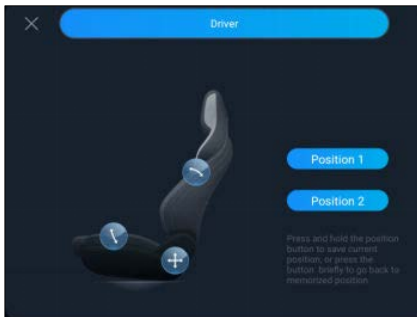 Driver
Position 1
Position 2
Press and hold the position
button to save current
position, or press the
button briefly to go back to
memorized position